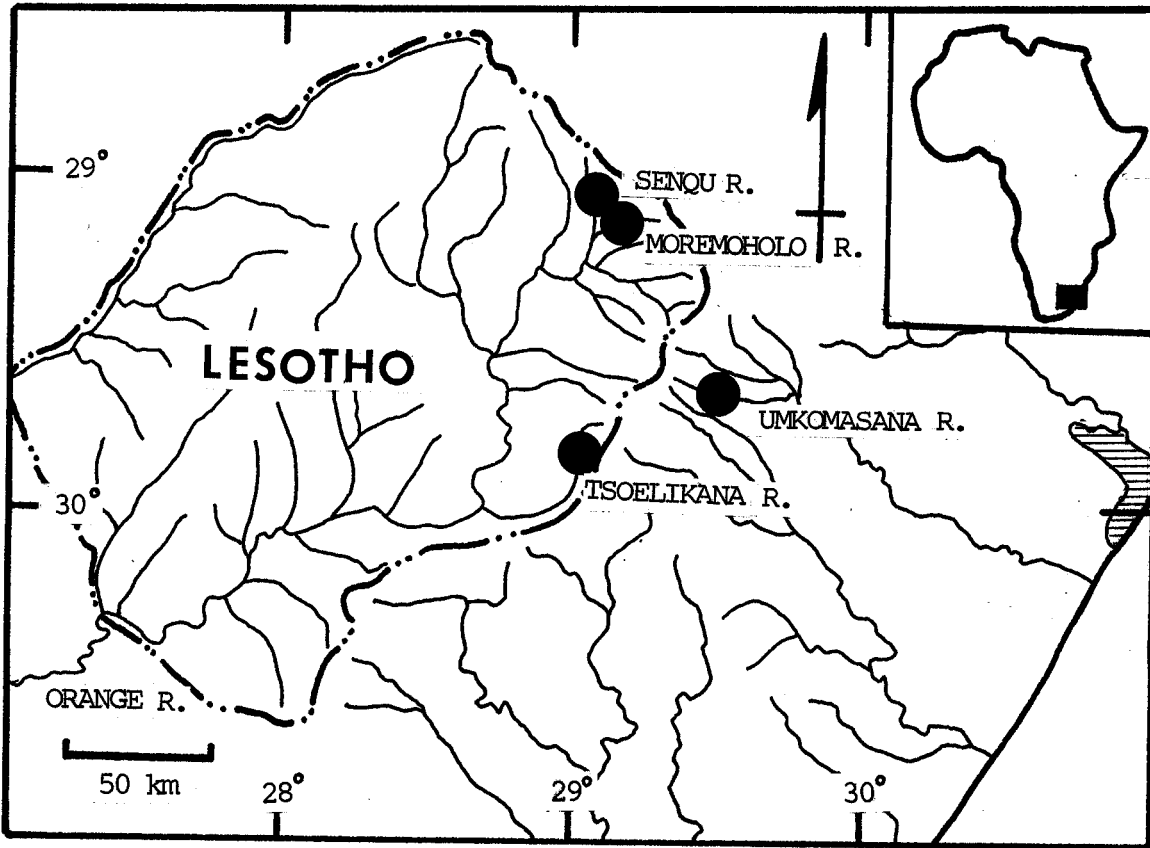 29°
SENQU R.
MOREMOHOLO R.
LESOTHO
UMKOMASANA R.
TSOELIKANA R.
30°
ORANGE R.
50 km
28°
29°
30°